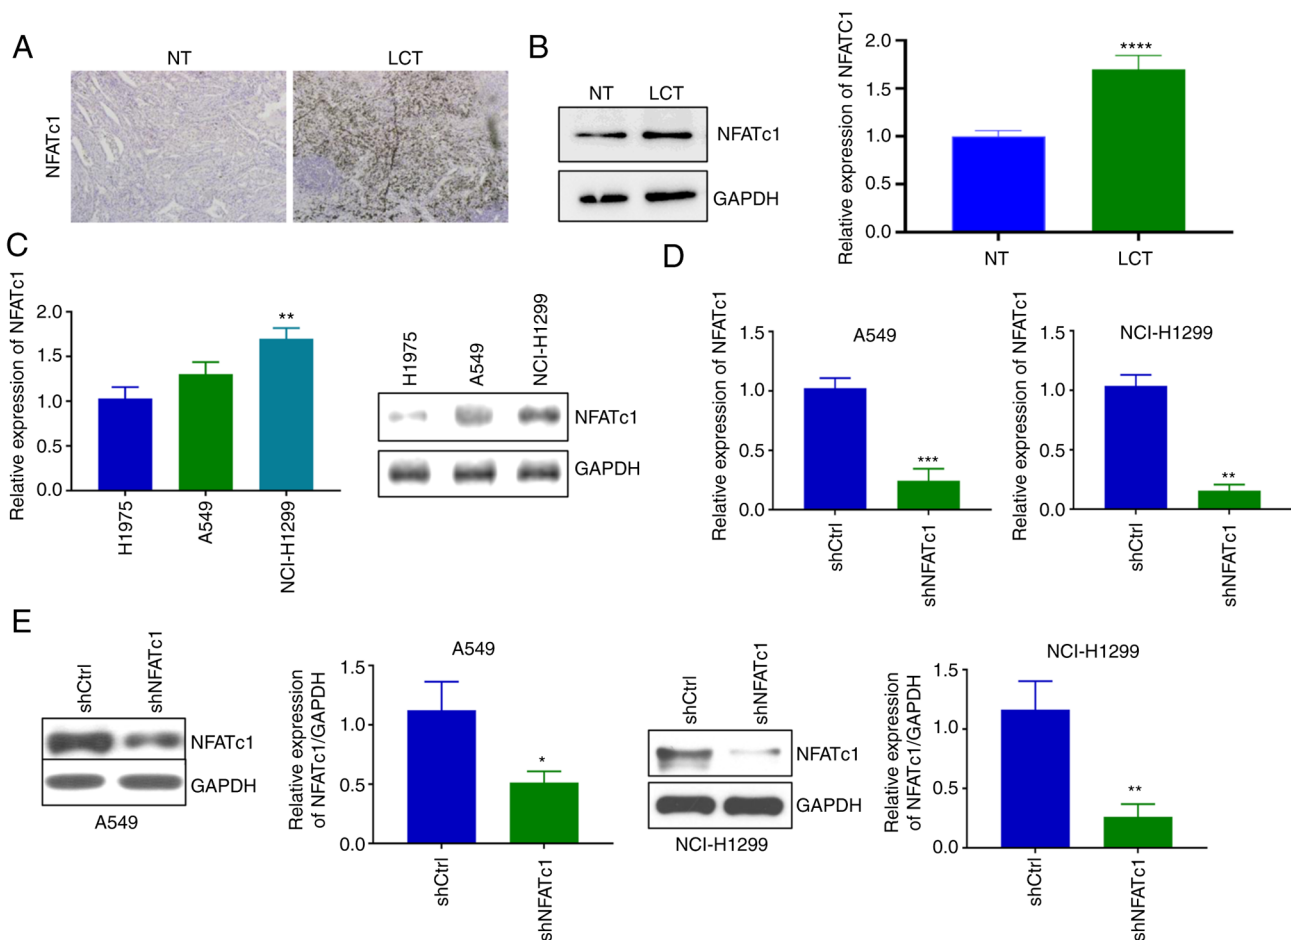 A
NT
LCT
NFATc1
B
NT
LCT
NFATc1
GAPDH
Relative expression of NFATC1
2.0
1.5
1.0
0.5
0.0
****
NT
LCT
C
Relative expression of NFATc1
2.0
1.5
1.0
0.5
0.0
**
H1975
A549
NCI-H1299
H1975
A549
NCI-H1299
NFATc1
GAPDH
D
A549
Relative expression of NFATc1
1.5
1.0
0.5
0.0
***
shCtrl
shNFATc1
NCI-H1299
Relative expression of NFATc1
1.5
1.0
0.5
0.0
**
shCtrl
shNFATc1
E
shCtrl
shNFATc1
NFATc1
GAPDH
A549
A549
Relative expression
of NFATc1/GAPDH
1.5
1.0
0.5
0.0
*
shCtrl
shNFATc1
shCtrl
shNFATc1
NFATc1
GAPDH
NCI-H1299
NCI-H1299
Relative expression
of NFATc1/GAPDH
1.5
1.0
0.5
0.0
**
shCtrl
shNFATc1